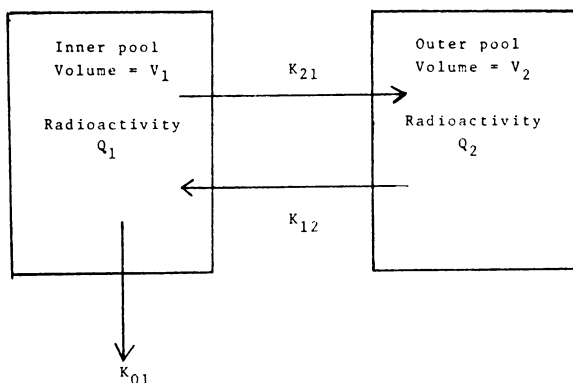 Inner pool
Volume = V₁
Radioactivity
Q₁
K₂₁
K₁₂
Outer pool
Volume = V₂
Radioactivity
Q₂
K₀₁